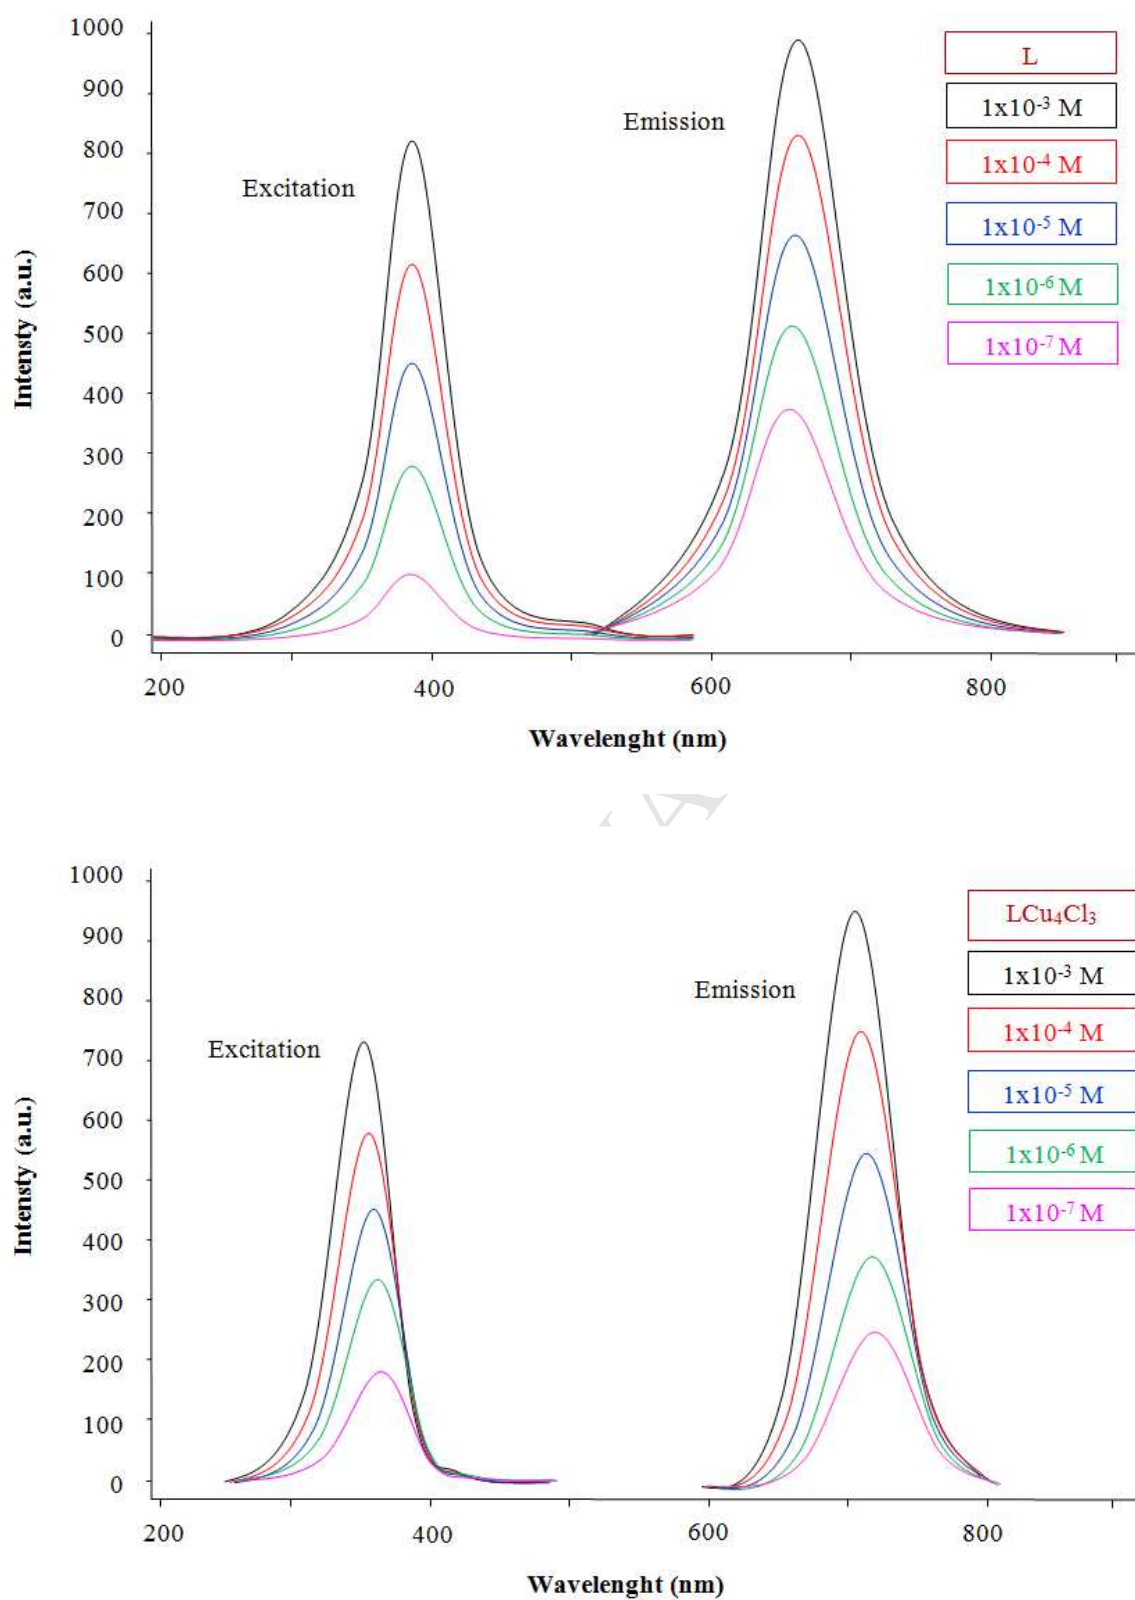 1000
900
800
700
600
500
400
300
200
100
0
Intensty (a.u.)
Excitation
Emission
L
1x10⁻³ M
1x10⁻⁴ M
1x10⁻⁵ M
1x10⁻⁶ M
1x10⁻⁷ M
200 400 600 800
Wavelenght (nm)
1000
900
800
700
600
500
400
300
200
100
0
Intensty (a.u.)
Excitation
Emission
LCu₄Cl₃
1x10⁻³ M
1x10⁻⁴ M
1x10⁻⁵ M
1x10⁻⁶ M
1x10⁻⁷ M
200 400 600 800
Wavelenght (nm)